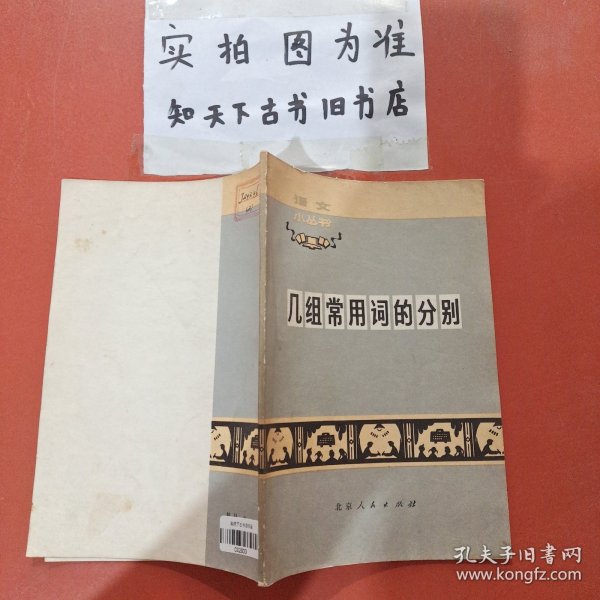 实拍图为准
知天下古书旧书店
语文
小丛书
几组常用词的分别
北京人民出版社
孔夫子旧书网
www.kongfz.com